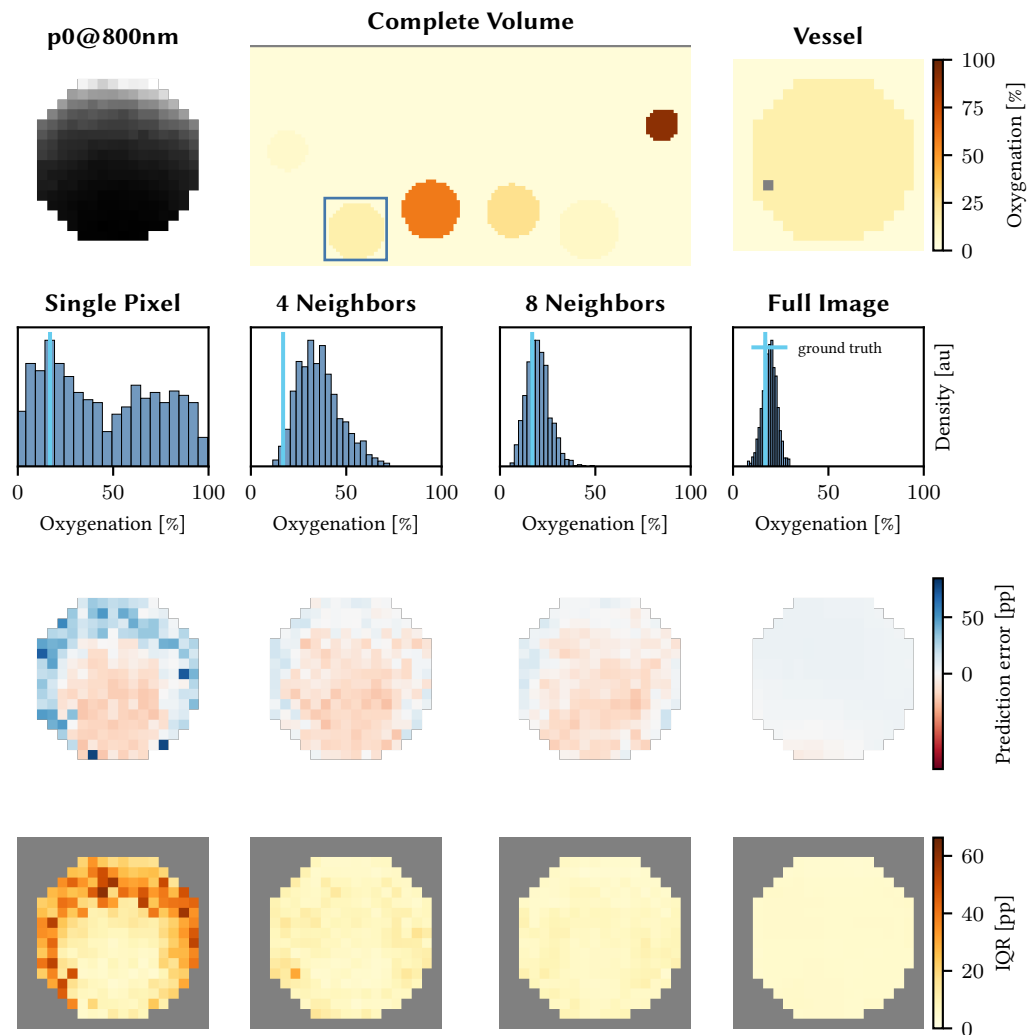 p0@800nm
Complete Volume
Vessel
100
75
50
25
0
Oxygenation [%]
Single Pixel
4 Neighbors
8 Neighbors
Full Image
ground truth
Density [au]
0 100
0 50 100
0 50 100
0 50 100
50
Oxygenation [%]
Oxygenation [%]
Oxygenation [%]
Oxygenation [%]
50
0
Prediction error [pp]
60
40
20
0
IQR [pp]